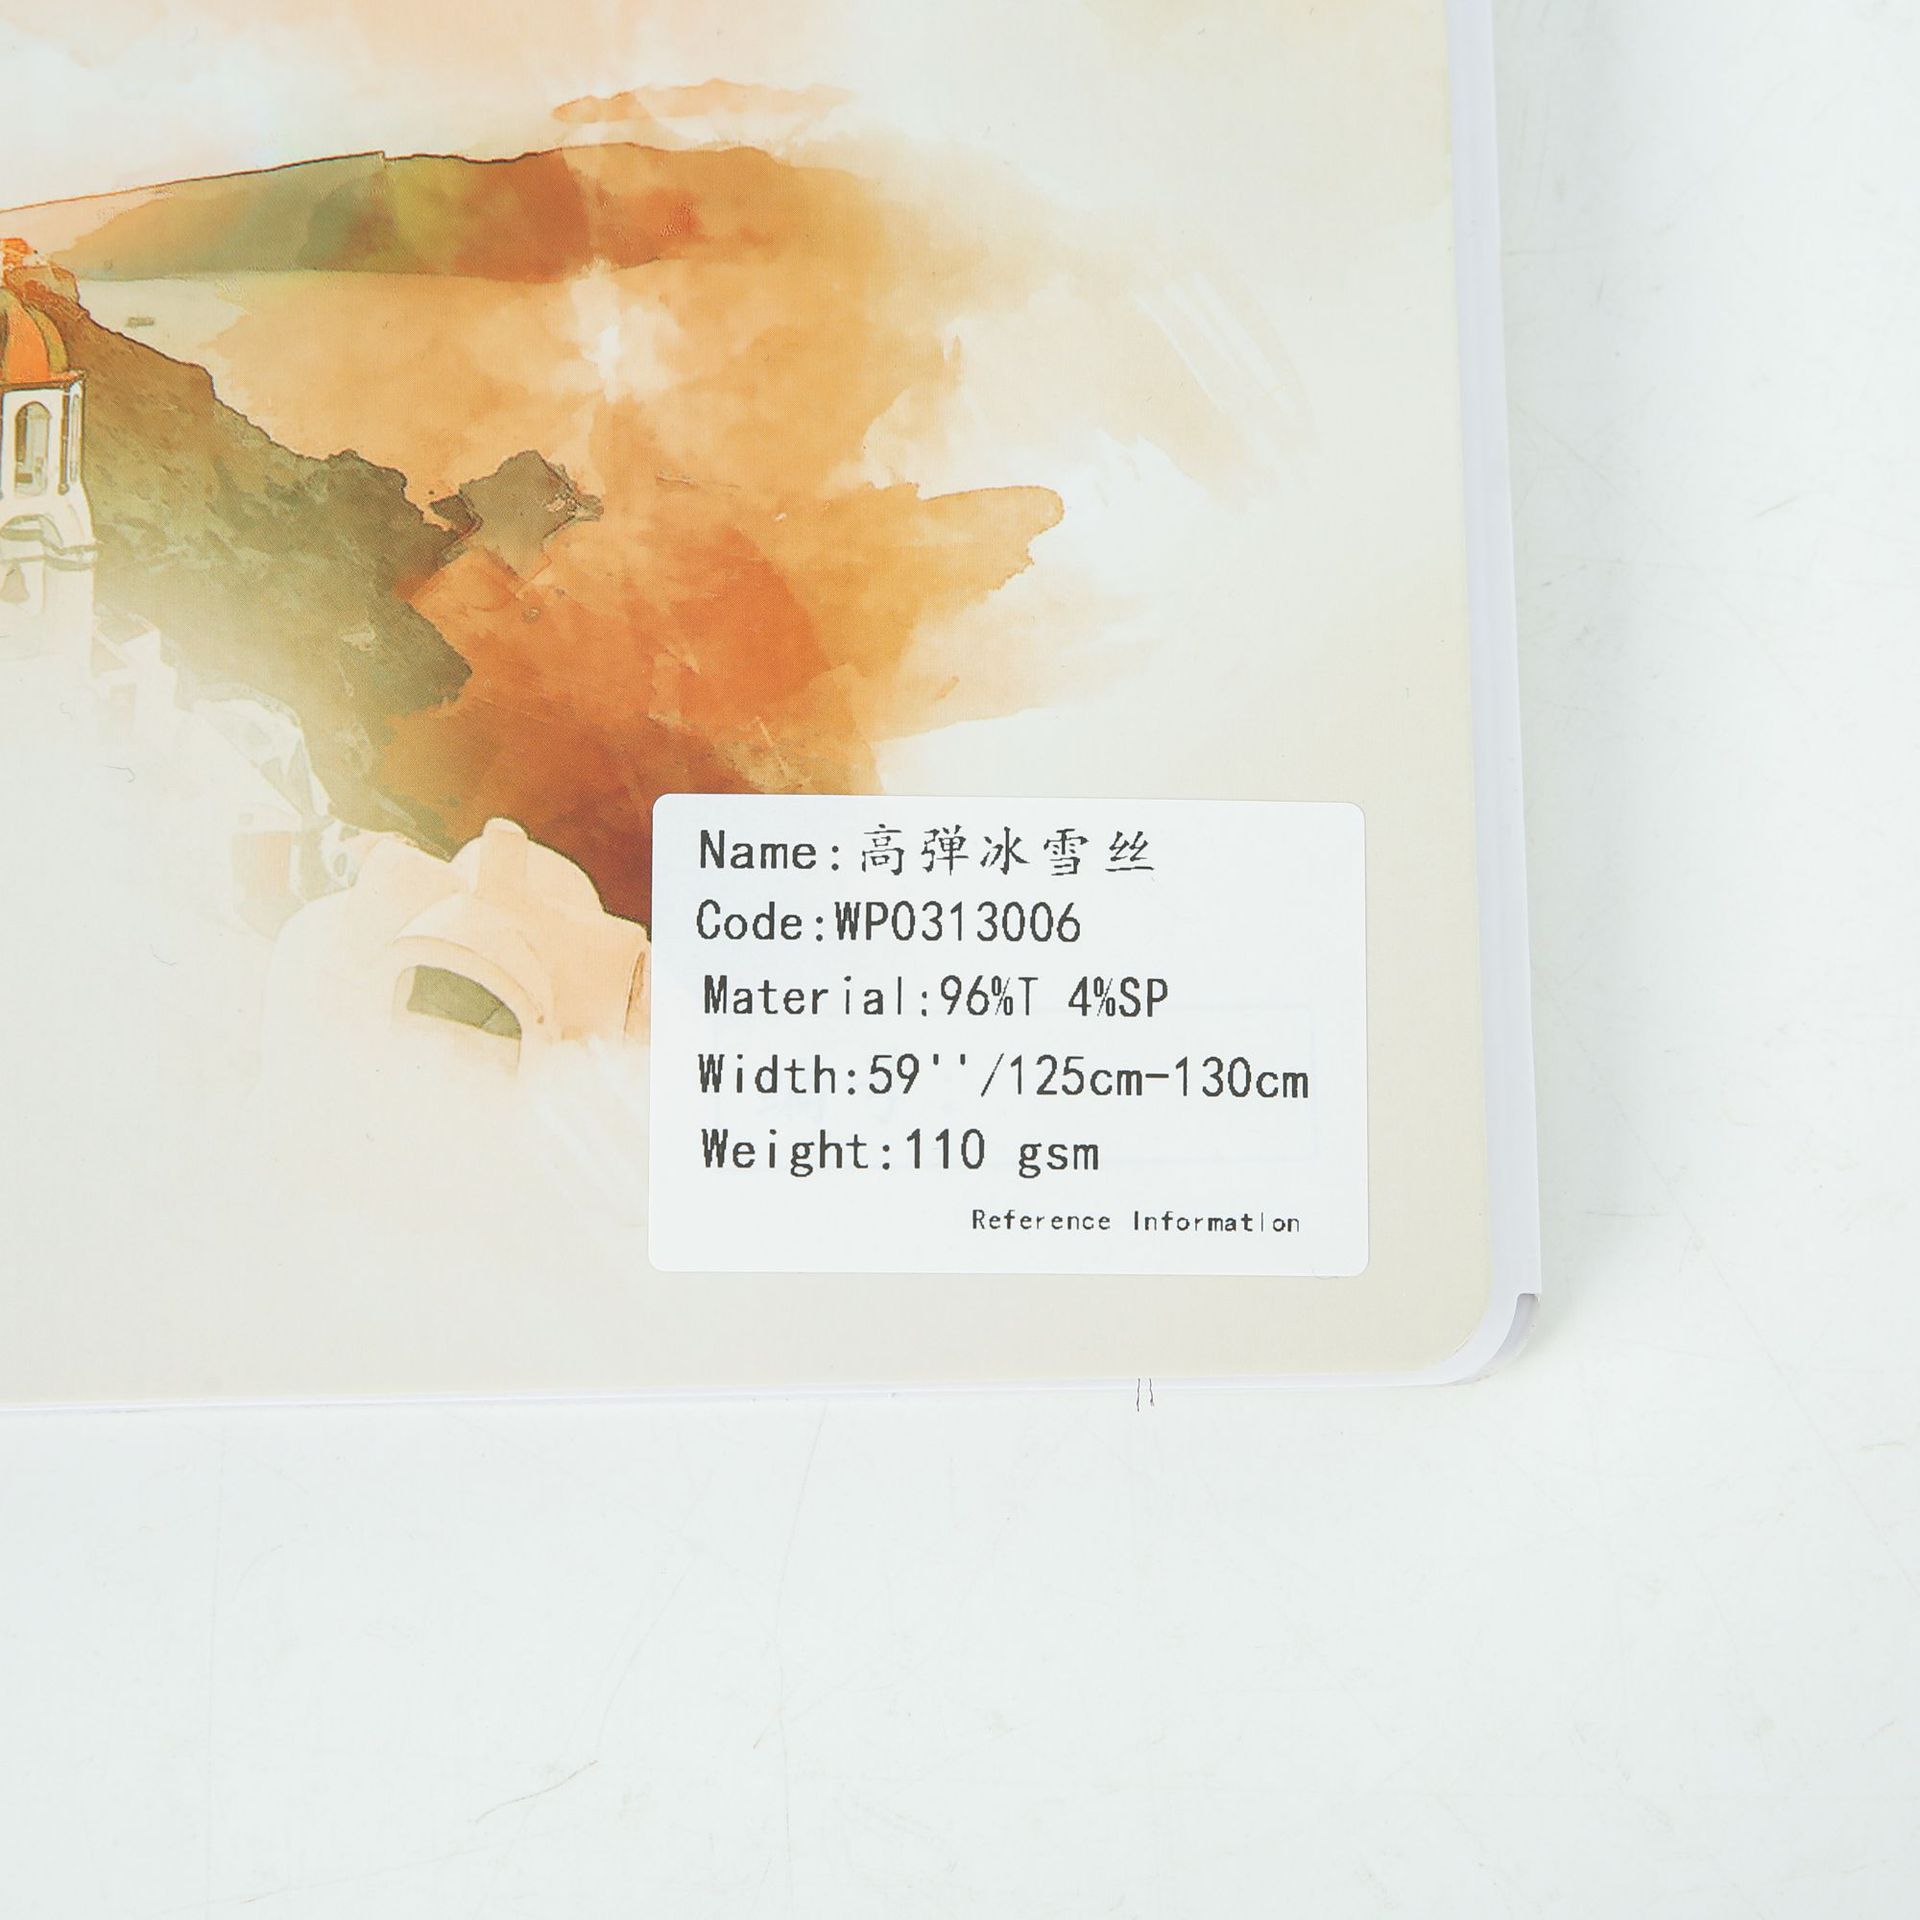 Name:高弹冰雪丝
Code:WP0313006
Material:96%T 4%SP
Width:59''/125cm-130cm
Weight:110 gsm
Reference Information